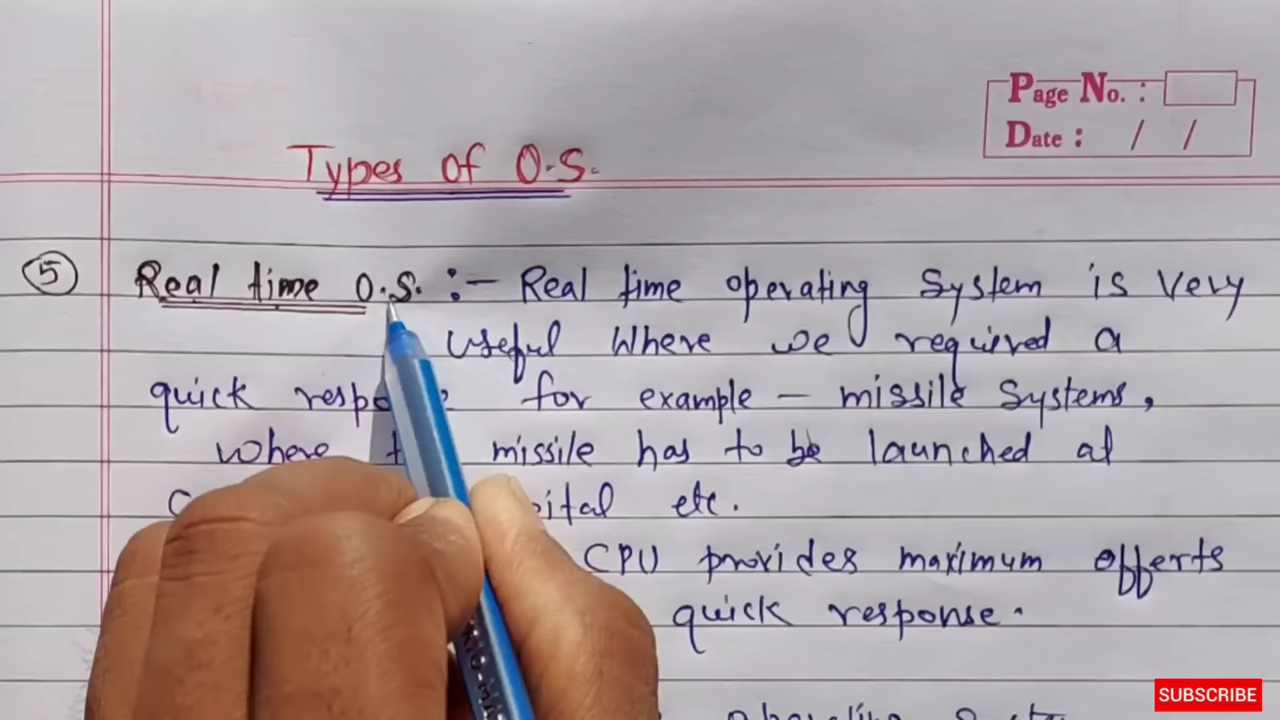 Page No. :
Date : / /
Types of O.S.
5 Real time O.S. :- Real time operating System is Very
useful Where we required a
quick for example - missile Systems,
Where missile has to be launched at
etc.
CPU provides maximum offerts
quick response.
SUBSCRIBE